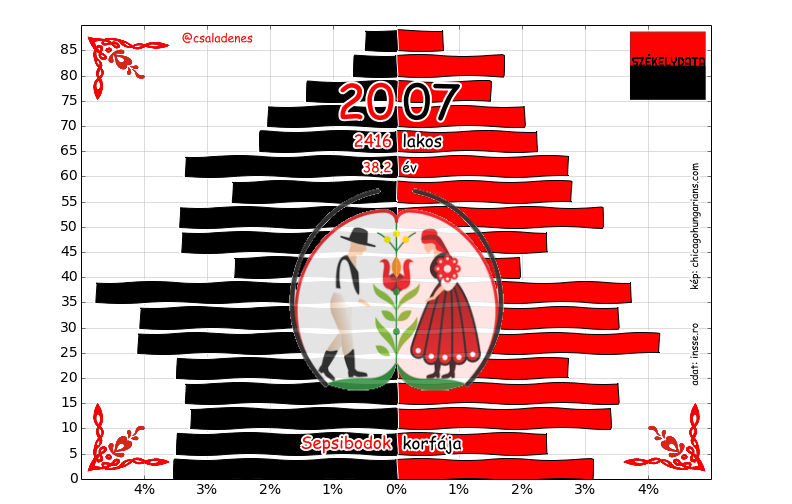 @csaladenes
SZÉKELYDATA
2007
2416 lakos
38,2 év
kép: chicagohungarians.com/
adat: insse.ro
Sepsibodok korfája
85
80
75
70
65
60
55
50
45
40
35
30
25
20
15
10
5
0
4% 3% 2% 1% 0% 1% 2% 3% 4%